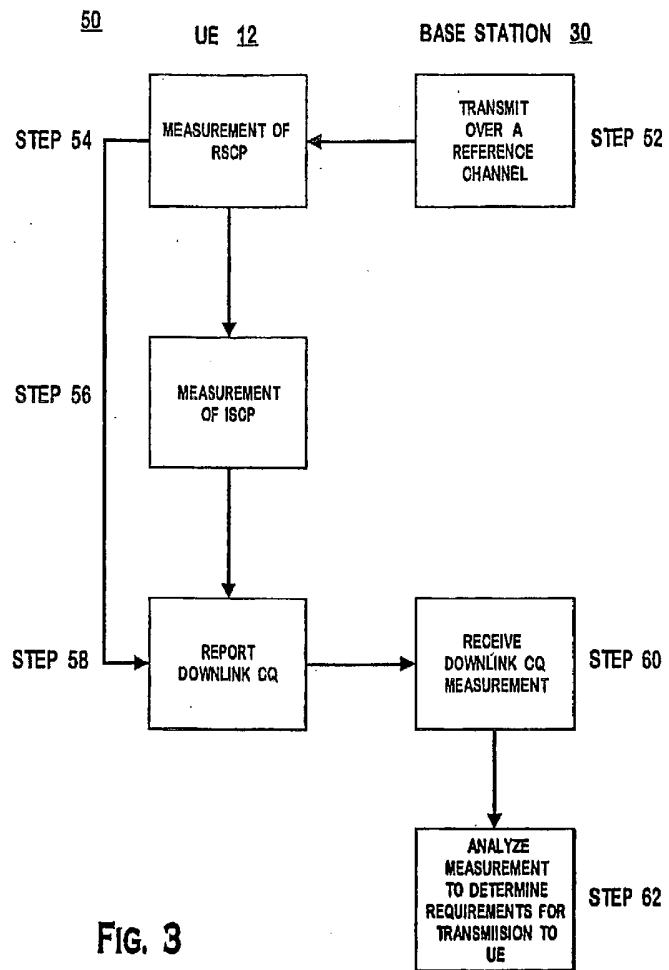 50
UE 12
BASE STATION 30
STEP 54
MEASUREMENT OF
RSCP
TRANSMIT
OVER A
REFERENCE
CHANNEL
STEP 52
STEP 56
MEASUREMENT
OF ISCP
STEP 58
REPORT
DOWNLINK CQ
RECEIVE
DOWNLINK CQ
MEASUREMENT
STEP 60
ANALYZE
MEASUREMENT
TO DETERMINE
REQUIREMENTS FOR
TRANSMIISION TO
UE
STEP 62
FIG. 3